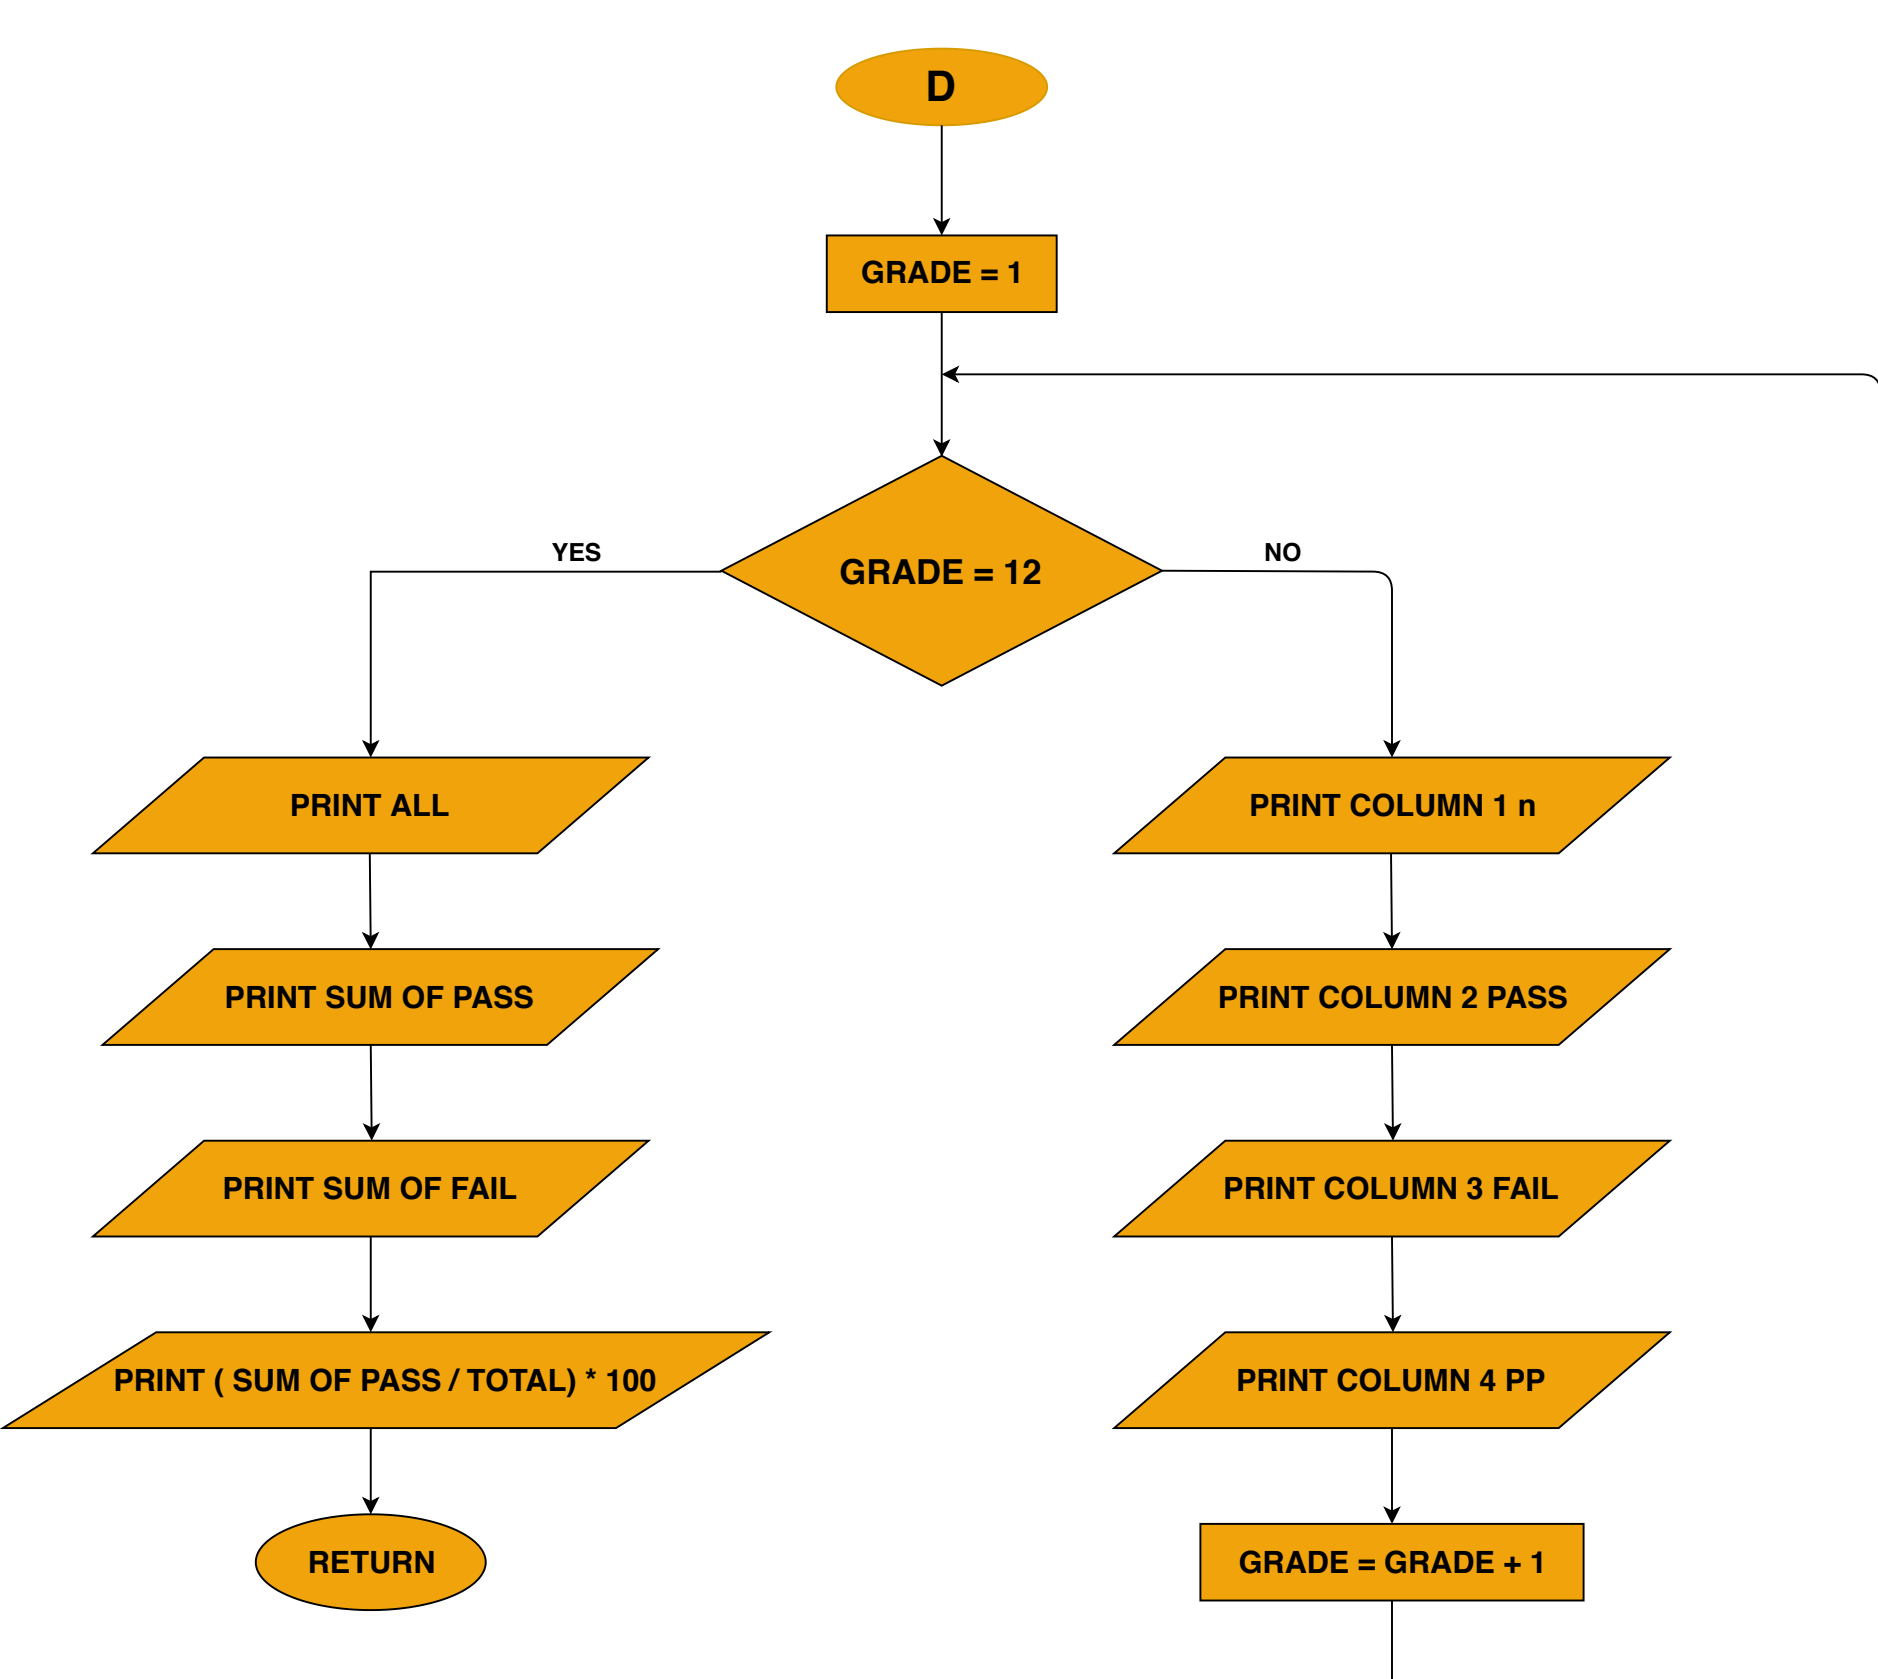 D
GRADE = 1
GRADE = 12
YES
NO
PRINT ALL
PRINT SUM OF PASS
PRINT SUM OF FAIL
PRINT ( SUM OF PASS / TOTAL) * 100
RETURN
PRINT COLUMN 1 n
PRINT COLUMN 2 PASS
PRINT COLUMN 3 FAIL
PRINT COLUMN 4 PP
GRADE = GRADE + 1